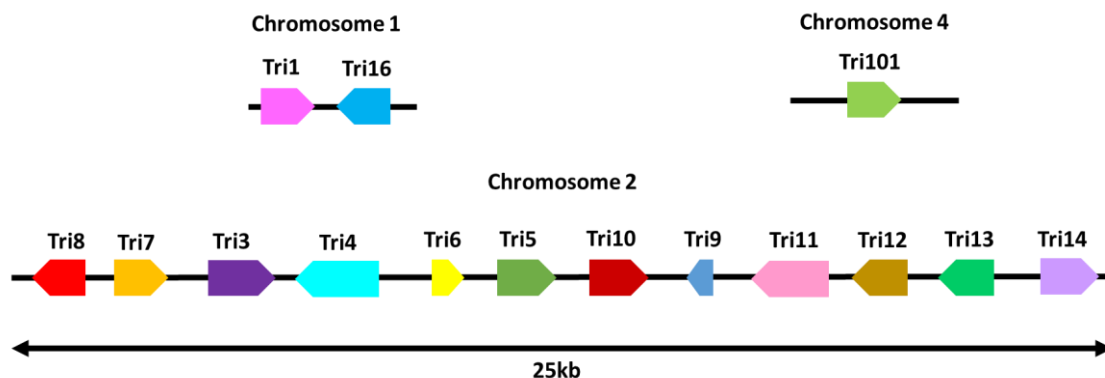 Chromosome 1
Tri1 Tri16
Chromosome 4
Tri101
Chromosome 2
Tri8 Tri7 Tri3 Tri4 Tri6 Tri5 Tri10 Tri9 Tri11 Tri12 Tri13 Tri14
25kb